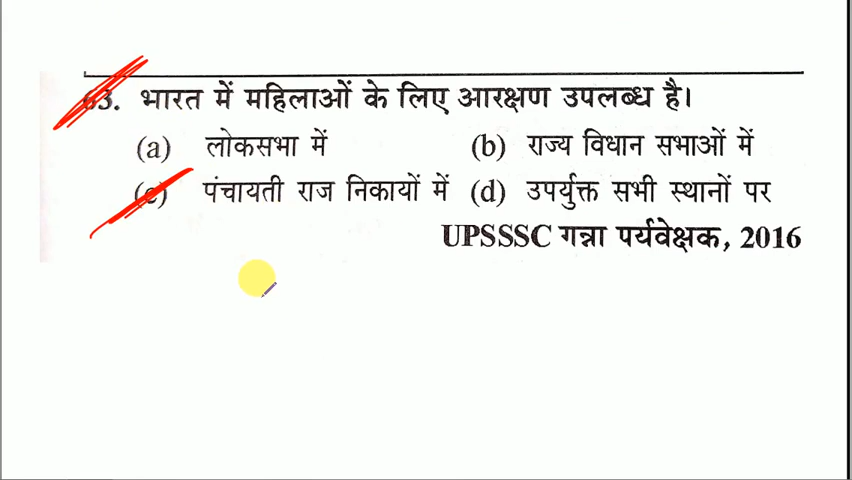 63. भारत में महिलाओं के लिए आरक्षण उपलब्ध है।
(a) लोकसभा में (b) राज्य विधान सभाओं में
(c) पंचायती राज निकायों में (d) उपर्युक्त सभी स्थानों पर
UPSSSC गन्ना पर्यवेक्षक, 2016